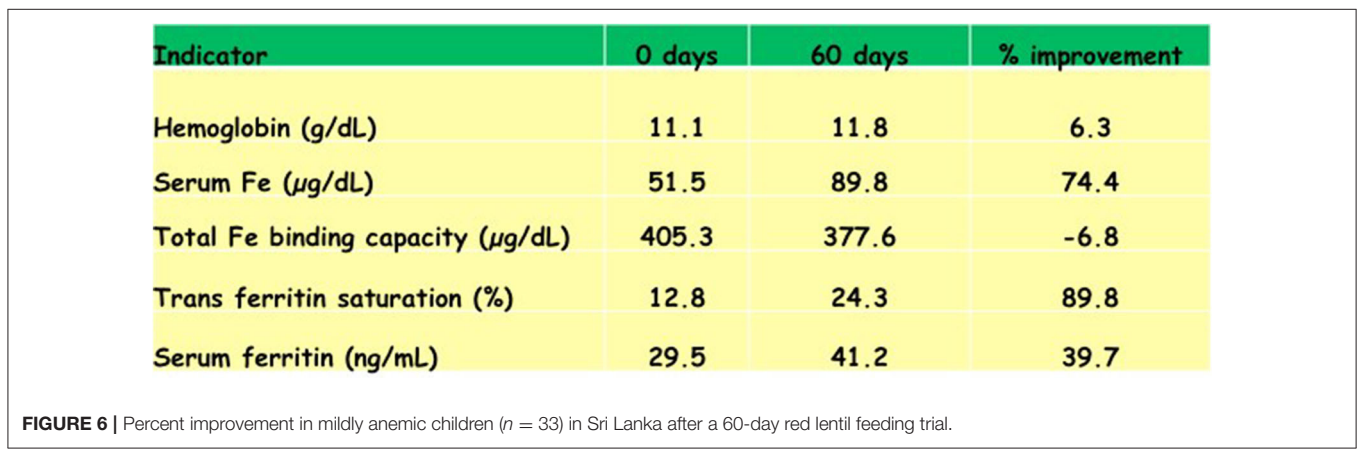 Indicator 0 days 60 days % improvement
Hemoglobin (g/dL) 11.1 11.8 6.3
Serum Fe (µg/dL) 51.5 89.8 74.4
Total Fe binding capacity (µg/dL) 405.3 377.6 -6.8
Trans ferritin saturation (%) 12.8 24.3 89.8
Serum ferritin (ng/mL) 29.5 41.2 39.7
FIGURE 6 | Percent improvement in mildly anemic children (n = 33) in Sri Lanka after a 60-day red lentil feeding trial.